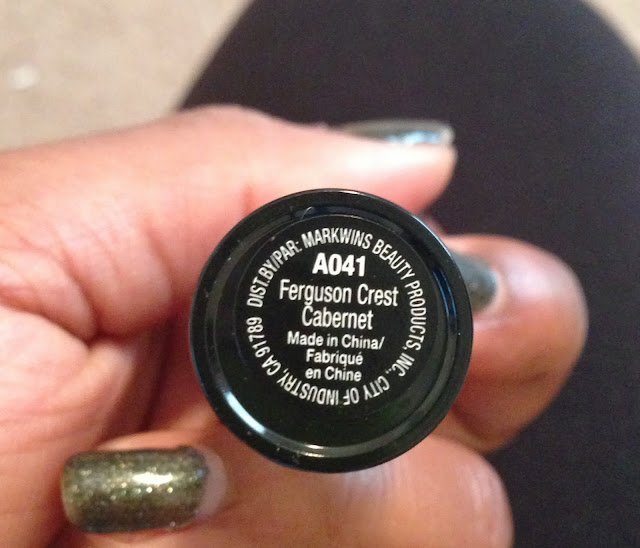 DIST.BY/PAR: MARKWINS BEAUTY PRODUCTS, INC., CITY OF INDUSTRY, CA 91789
A041
Ferguson Crest
Cabernet
Made in China/
Fabriqué
en Chine